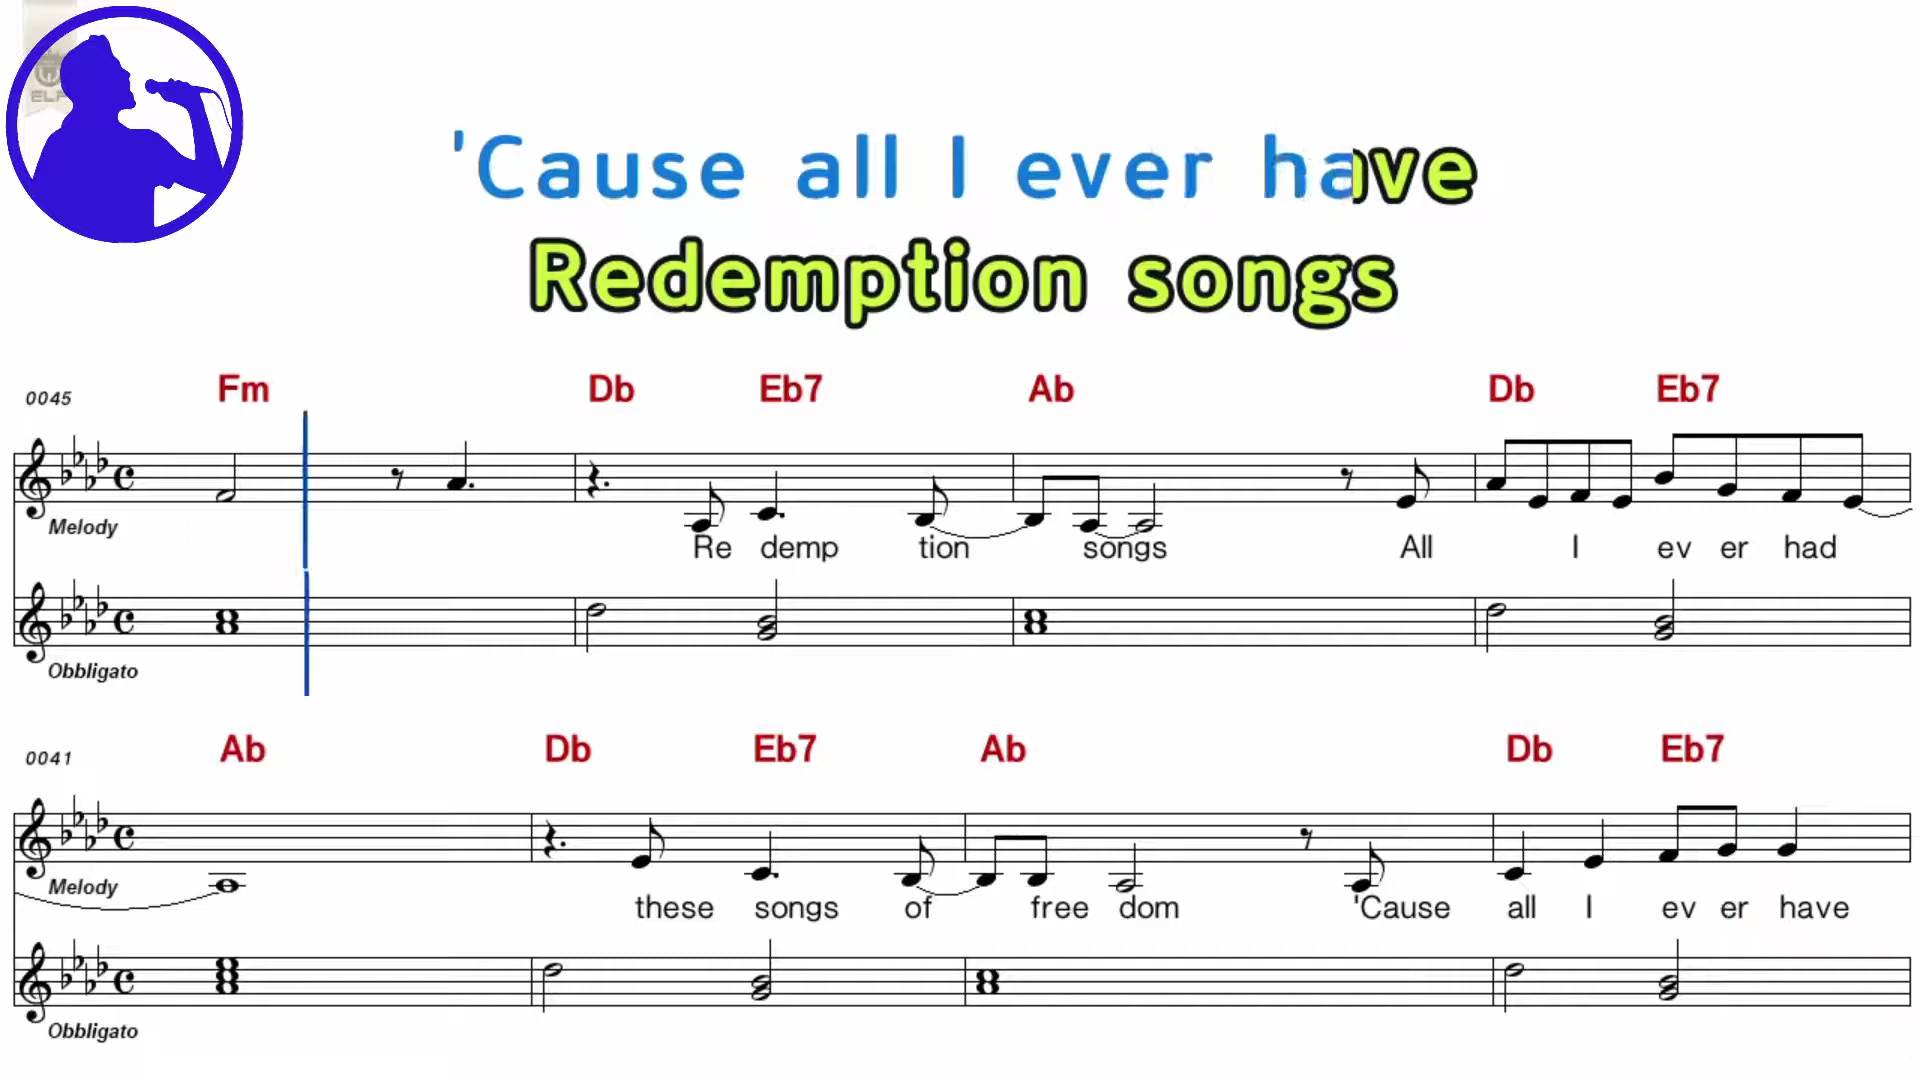 'Cause all I ever have
Redemption songs
0045 Fm Db Eb7 Ab Db Eb7
Melody
Re demp tion songs All I ev er had
Obbligato
0041 Ab Db Eb7 Ab Db Eb7
Melody
these songs of free dom 'Cause all I ev er have
Obbligato